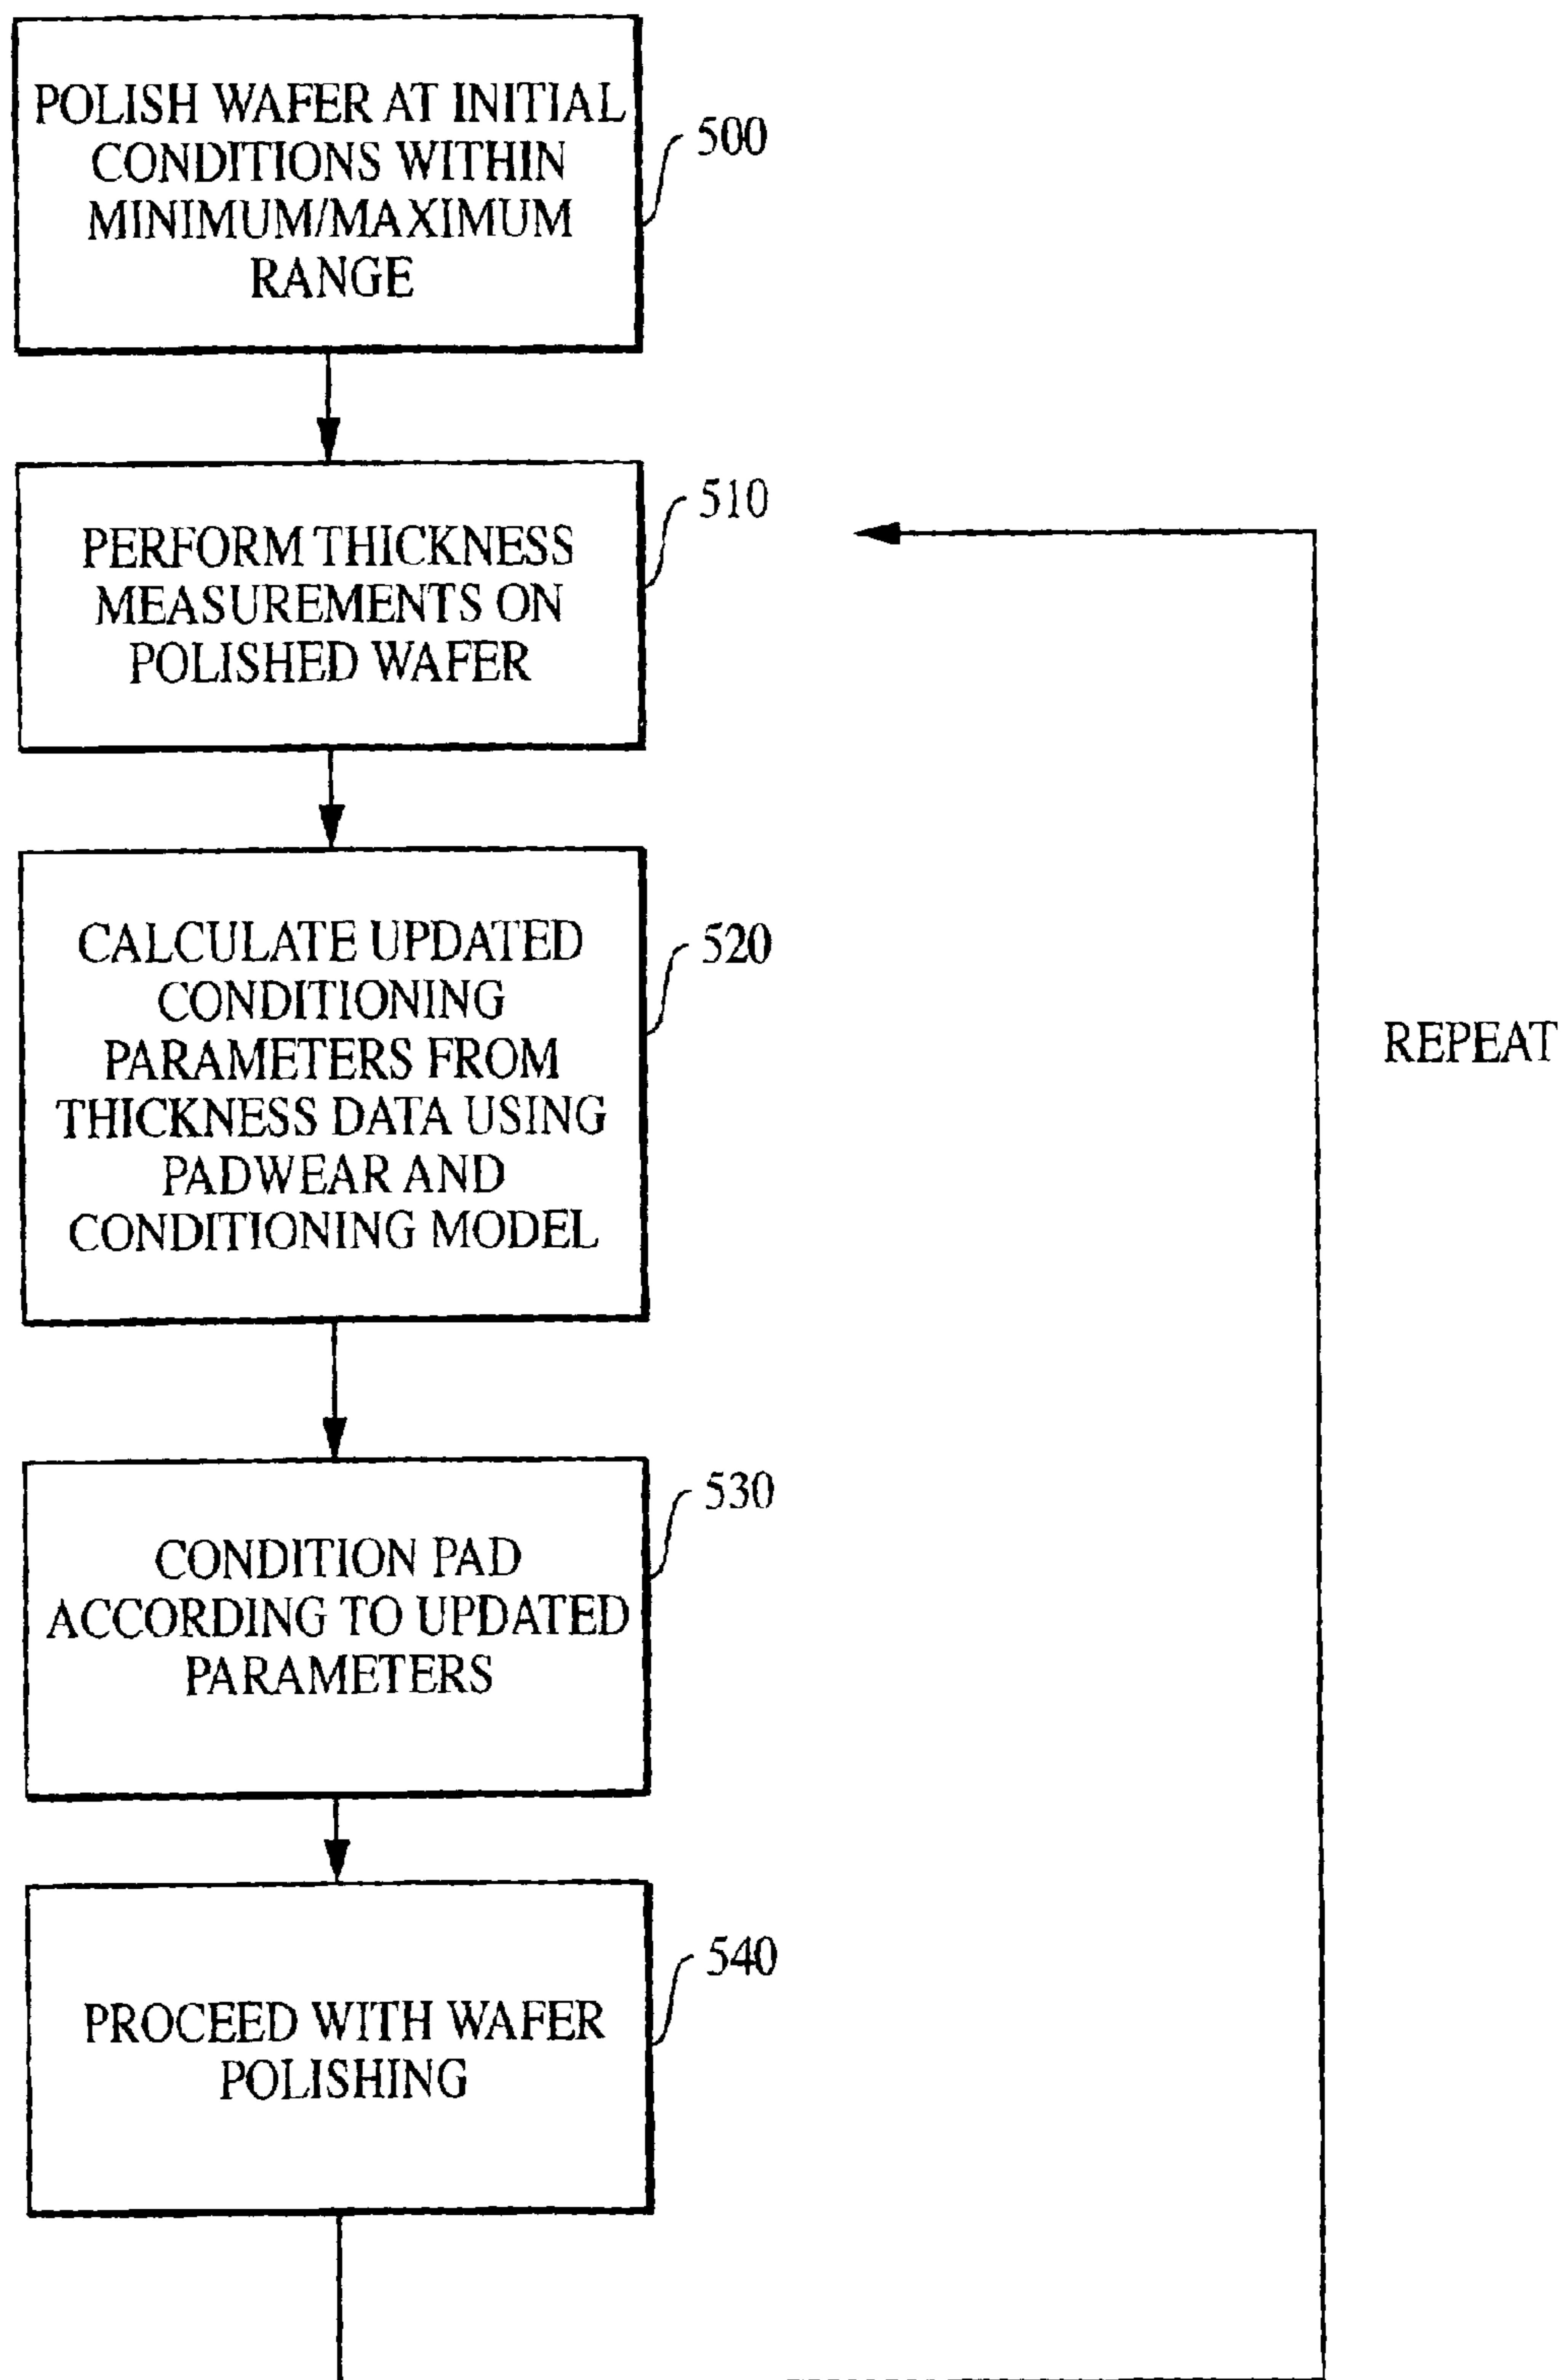 POLISH WAFER AT INITIAL
CONDITIONS WITHIN
MINIMUM/MAXIMUM
RANGE
500
PERFORM THICKNESS
MEASUREMENTS ON
POLISHED WAFER
510
CALCULATE UPDATED
CONDITIONING
PARAMETERS FROM
THICKNESS DATA USING
PADWEAR AND
CONDITIONING MODEL
520
REPEAT
CONDITION PAD
ACCORDING TO UPDATED
PARAMETERS
530
PROCEED WITH WAFER
POLISHING
540